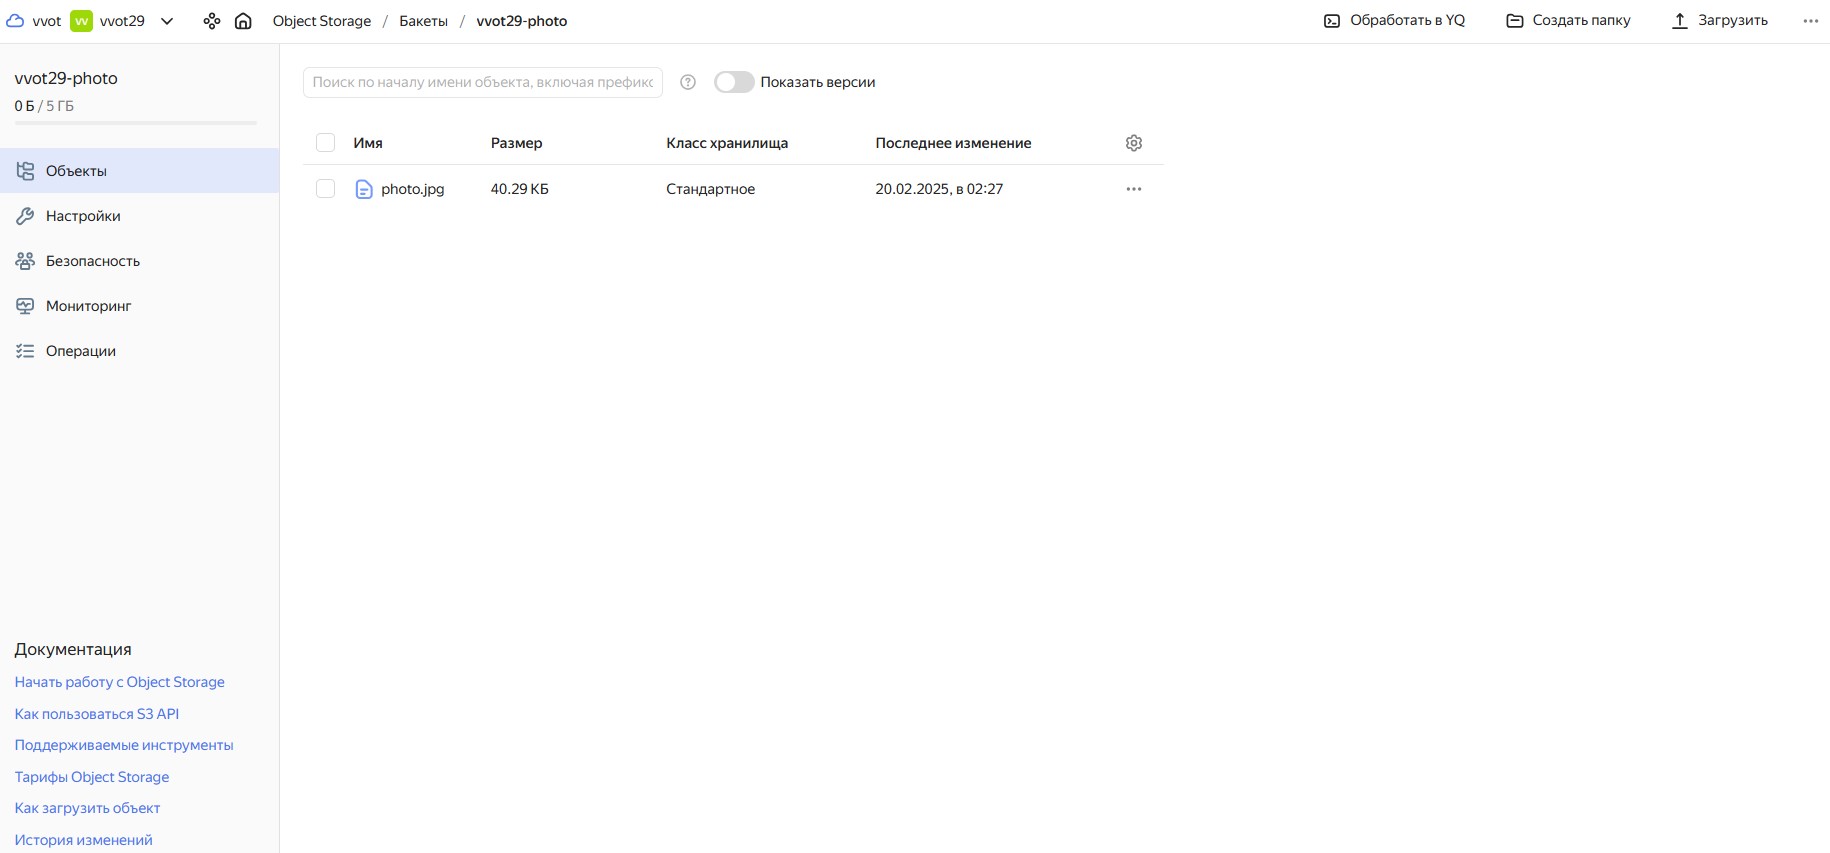 vvot vv vvot29 Object Storage / Бакеты / vvot29-photo Обработать в YQ Создать папку Загрузить
vvot29-photo
0 Б / 5 ГБ
Объекты
Настройки
Безопасность
Мониторинг
Операции
Документация
Начать работу с Object Storage
Как пользоваться S3 API
Поддерживаемые инструменты
Тарифы Object Storage
Как загрузить объект
История изменений
Поиск по началу имени объекта, включая префикс Показать версии
Имя Размер Класс хранилища Последнее изменение
photo.jpg 40.29 КБ Стандартное 20.02.2025, в 02:27